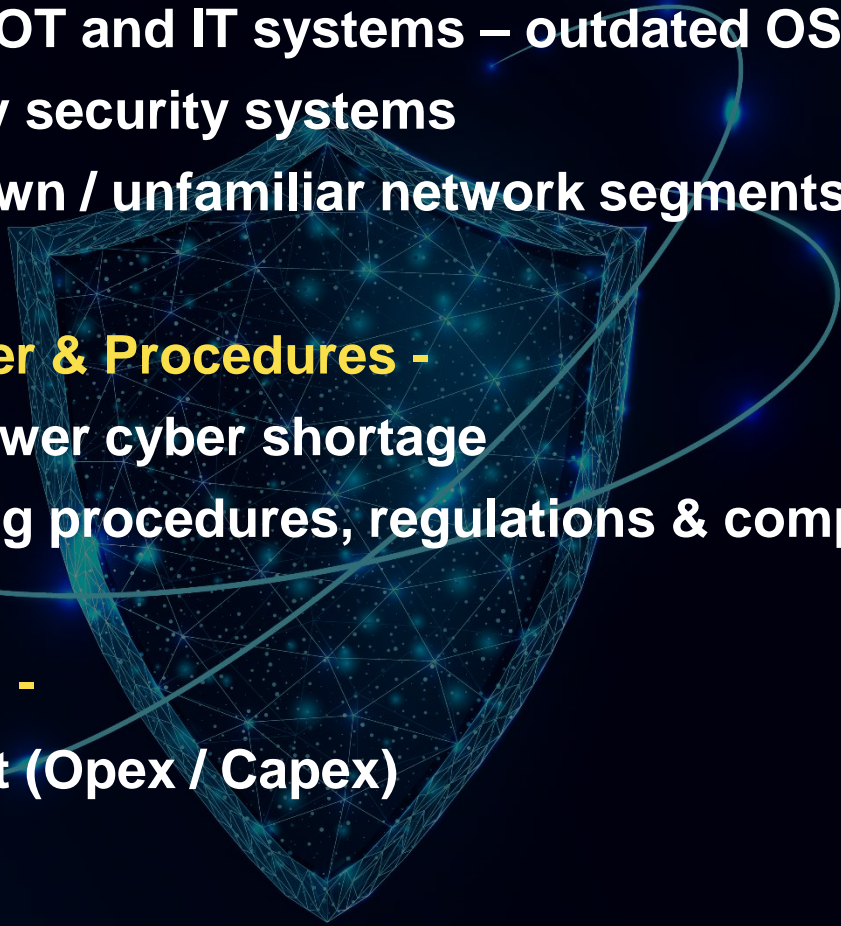 OT and IT systems – outdated OS
y security systems
wn / unfamiliar network segments
er & Procedures -
wer cyber shortage
g procedures, regulations & comp
-
t (Opex / Capex)